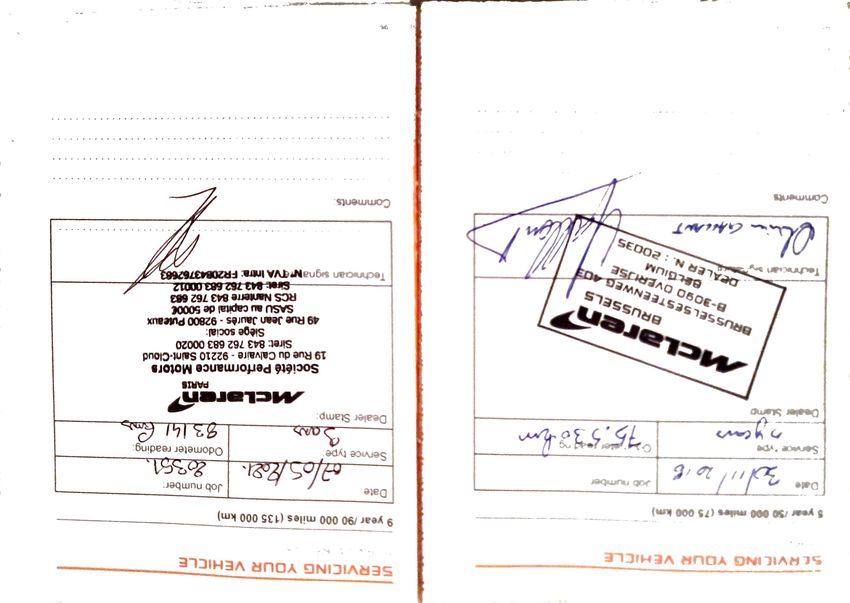 SERVICING YOUR VEHICLE
5 year / 50 000 miles (75 000 km)
Date
30/11/2018
Job number
Service Type
5 years
Odometer reading
75.530 km
Dealer Stamp
McLaren
BRUSSELS
BRUSSELSESTEENWEG 403
B-3090 OVERIJSE
BELGIUM
DEALER N. : 20035
Technician signature
Comments
SERVICING YOUR VEHICLE
9 year / 90 000 miles (135 000 km)
Date
07/05/2021.
Job number:
203551.
Service type
3ans
Odometer reading:
83141 kms
Dealer Stamp:
McLaren
PARIS
Société Performance Motors
19 Rue du Calvaire - 92210 Saint-Cloud
Siret: 843 762 683 00020
Siège social:
49 Rue Jean Jaurès - 92800 Puteaux
SASU au capital de 5000€
RCS Nanterre 843 762 683
Siret: 843 762 683 00012
N° TVA Intra: FR20843762683
Technician signature
Comments: